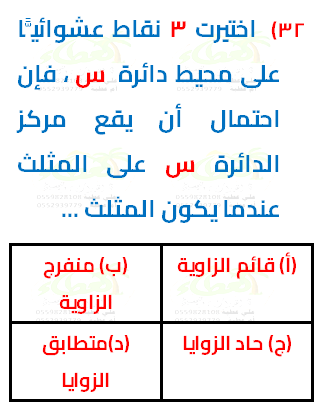 ٣٢) اختيرت ٣ نقاط عشوائيًّا
على محيط دائرة س ، فإن
احتمال أن يقع مركز
الدائرة س على المثلث
عندما يكون المثلث ...
(أ) قائم الزاوية
(ب) منفرج
الزاوية
(ج) حاد الزوايا
(د)متطابق
الزوايا